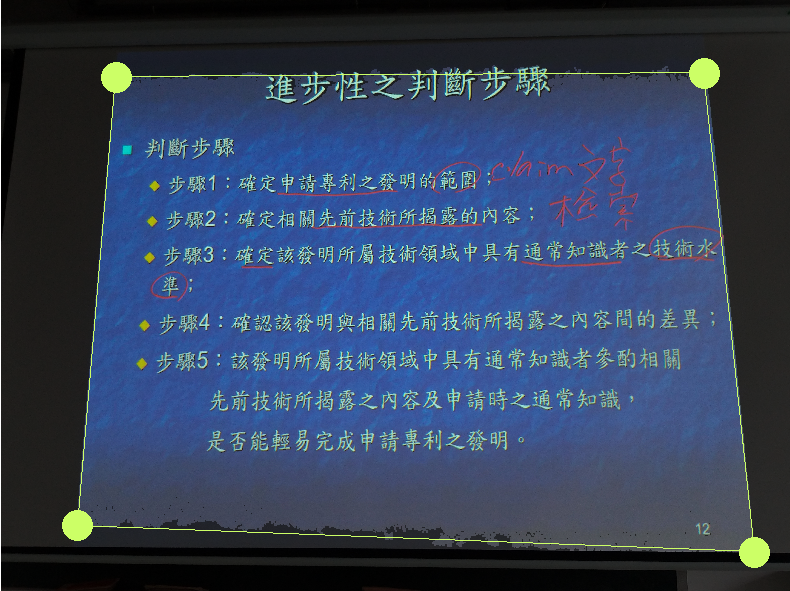 進步性之判斷步驟
判斷步驟
步驟1：確定申請專利之發明的範圍；claim
步驟2：確定相關先前技術所揭露的內容；檢索
步驟3：確定該發明所屬技術領域中具有通常知識者之技術水
準；
步驟4：確認該發明與相關先前技術所揭露之內容間的差異；
步驟5：該發明所屬技術領域中具有通常知識者參酌相關
先前技術所揭露之內容及申請時之通常知識，
是否能輕易完成申請專利之發明。
12